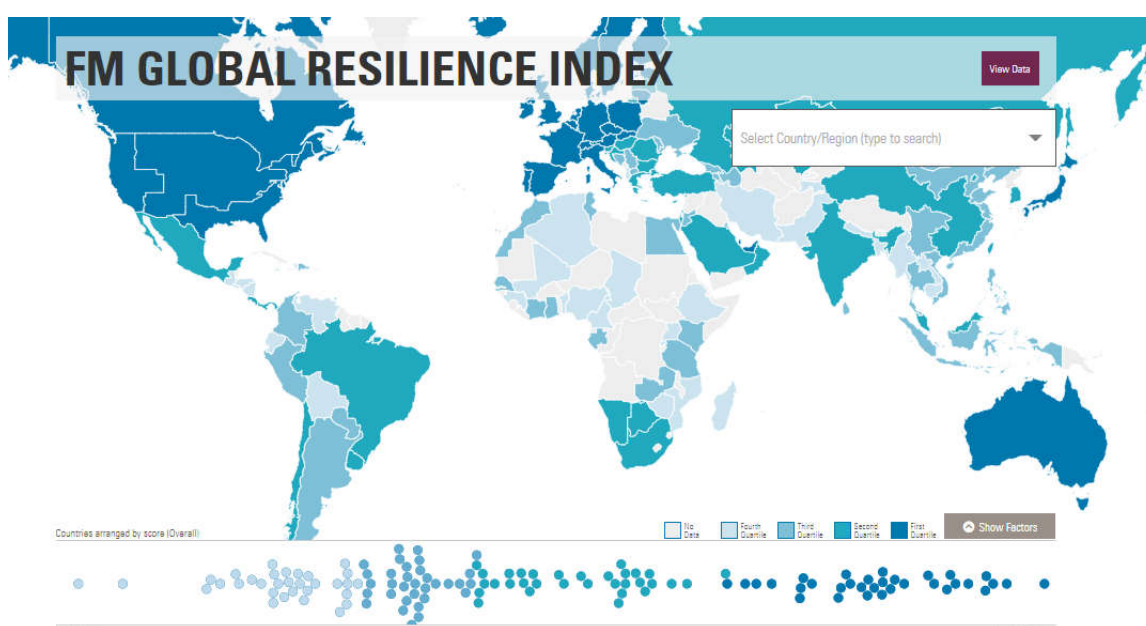 FM GLOBAL RESILIENCE INDEX
View Data
Select Country/Region (type to search)
Countries arranged by score (Overall)
No
Data
Fourth
Quartile
Third
Quartile
Second
Quartile
First
Quartile
Show Factors